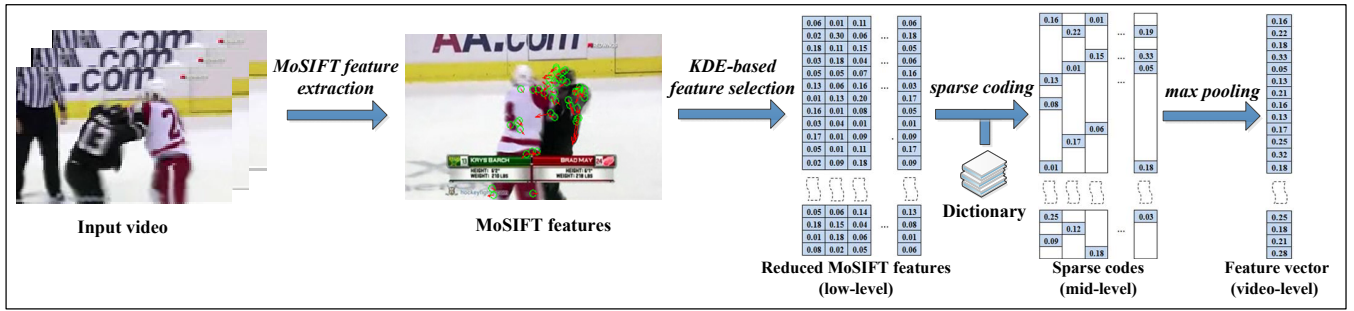 com
com
com
13
2
Input video
MoSIFT feature
extraction
AA.com
13 KRYS BARCH
BRAD MAY
HEIGHT: 6'2"
HEIGHT: 6'1"
MoSIFT features
KDE-based
feature selection
0.06 0.01 0.11 0.06
0.02 0.30 0.06 ... 0.18
0.18 0.11 0.15 0.05
0.03 0.18 0.04 ... 0.06
0.05 0.05 0.07 0.16
0.13 0.06 0.16 ... 0.03
0.01 0.13 0.20 0.17
0.16 0.01 0.08 0.05
0.03 0.04 0.01 0.01
0.17 0.01 0.09 . 0.09
0.05 0.01 0.11 0.17
0.02 0.09 0.18 0.09
0.05 0.06 0.14 0.13
0.18 0.15 0.04 ... 0.08
0.01 0.18 0.06 0.01
0.08 0.02 0.05 0.06
Reduced MoSIFT features
(low-level)
sparse coding
Dictionary
0.16 0.01
0.22 ... 0.19
0.15 0.33
0.01 ... 0.05
0.13 ...
0.08
0.06
0.17
0.01 0.18
0.25 0.03
0.12 ...
0.09
0.18
Sparse codes
(mid-level)
max pooling
0.16
0.22
0.18
0.33
0.05
0.13
0.21
0.16
0.13
0.17
0.25
0.32
0.18
0.25
0.18
0.21
0.28
Feature vector
(video-level)